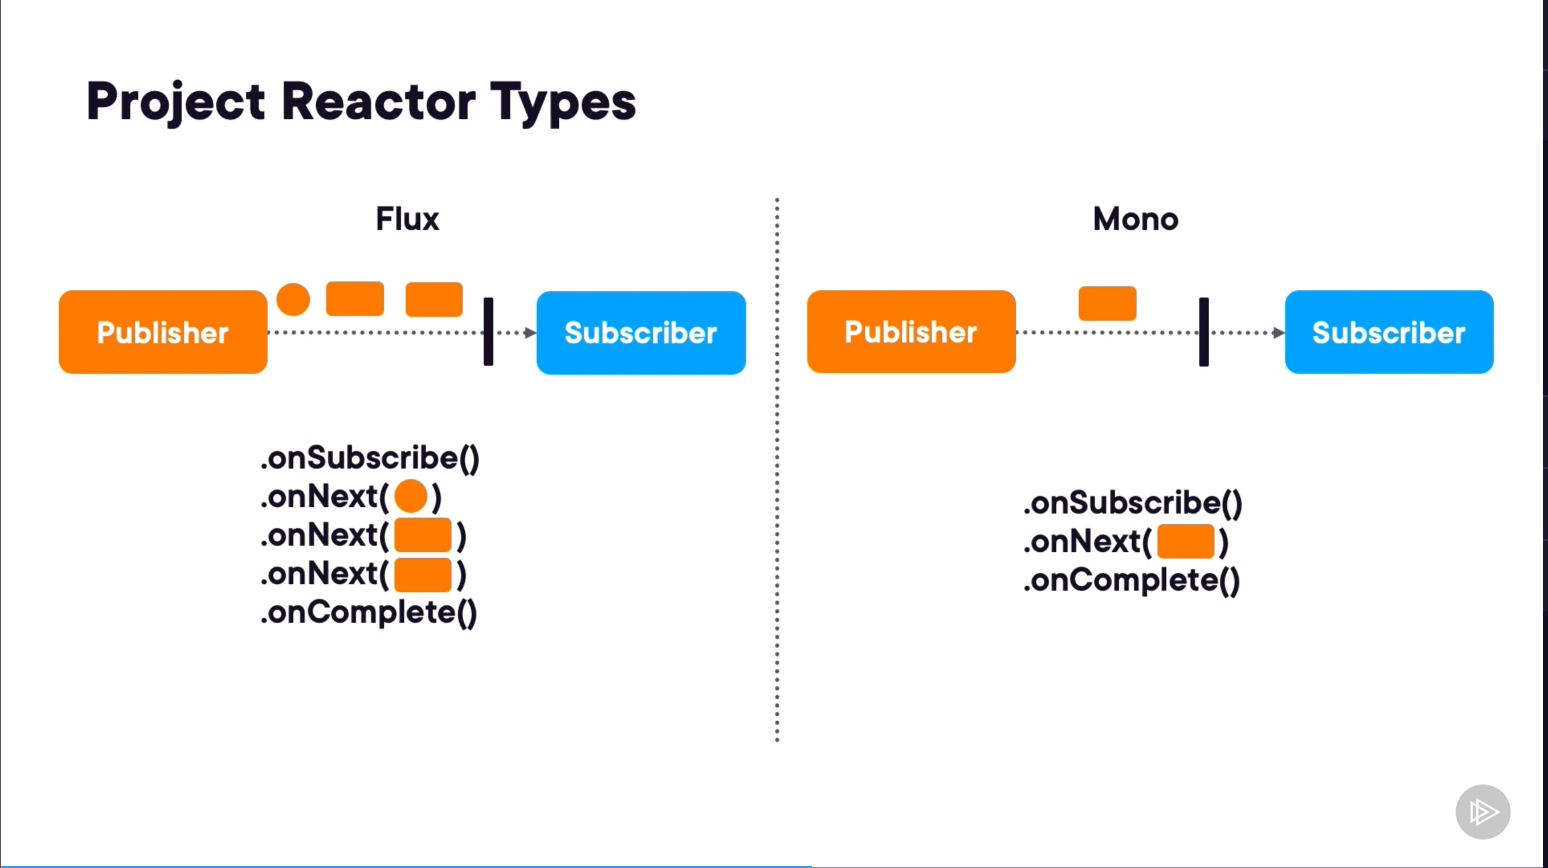 Project Reactor Types
Flux
Publisher
Subscriber
.onSubscribe()
.onNext( )
.onNext( )
.onNext( )
.onComplete()
Mono
Publisher
Subscriber
.onSubscribe()
.onNext( )
.onComplete()